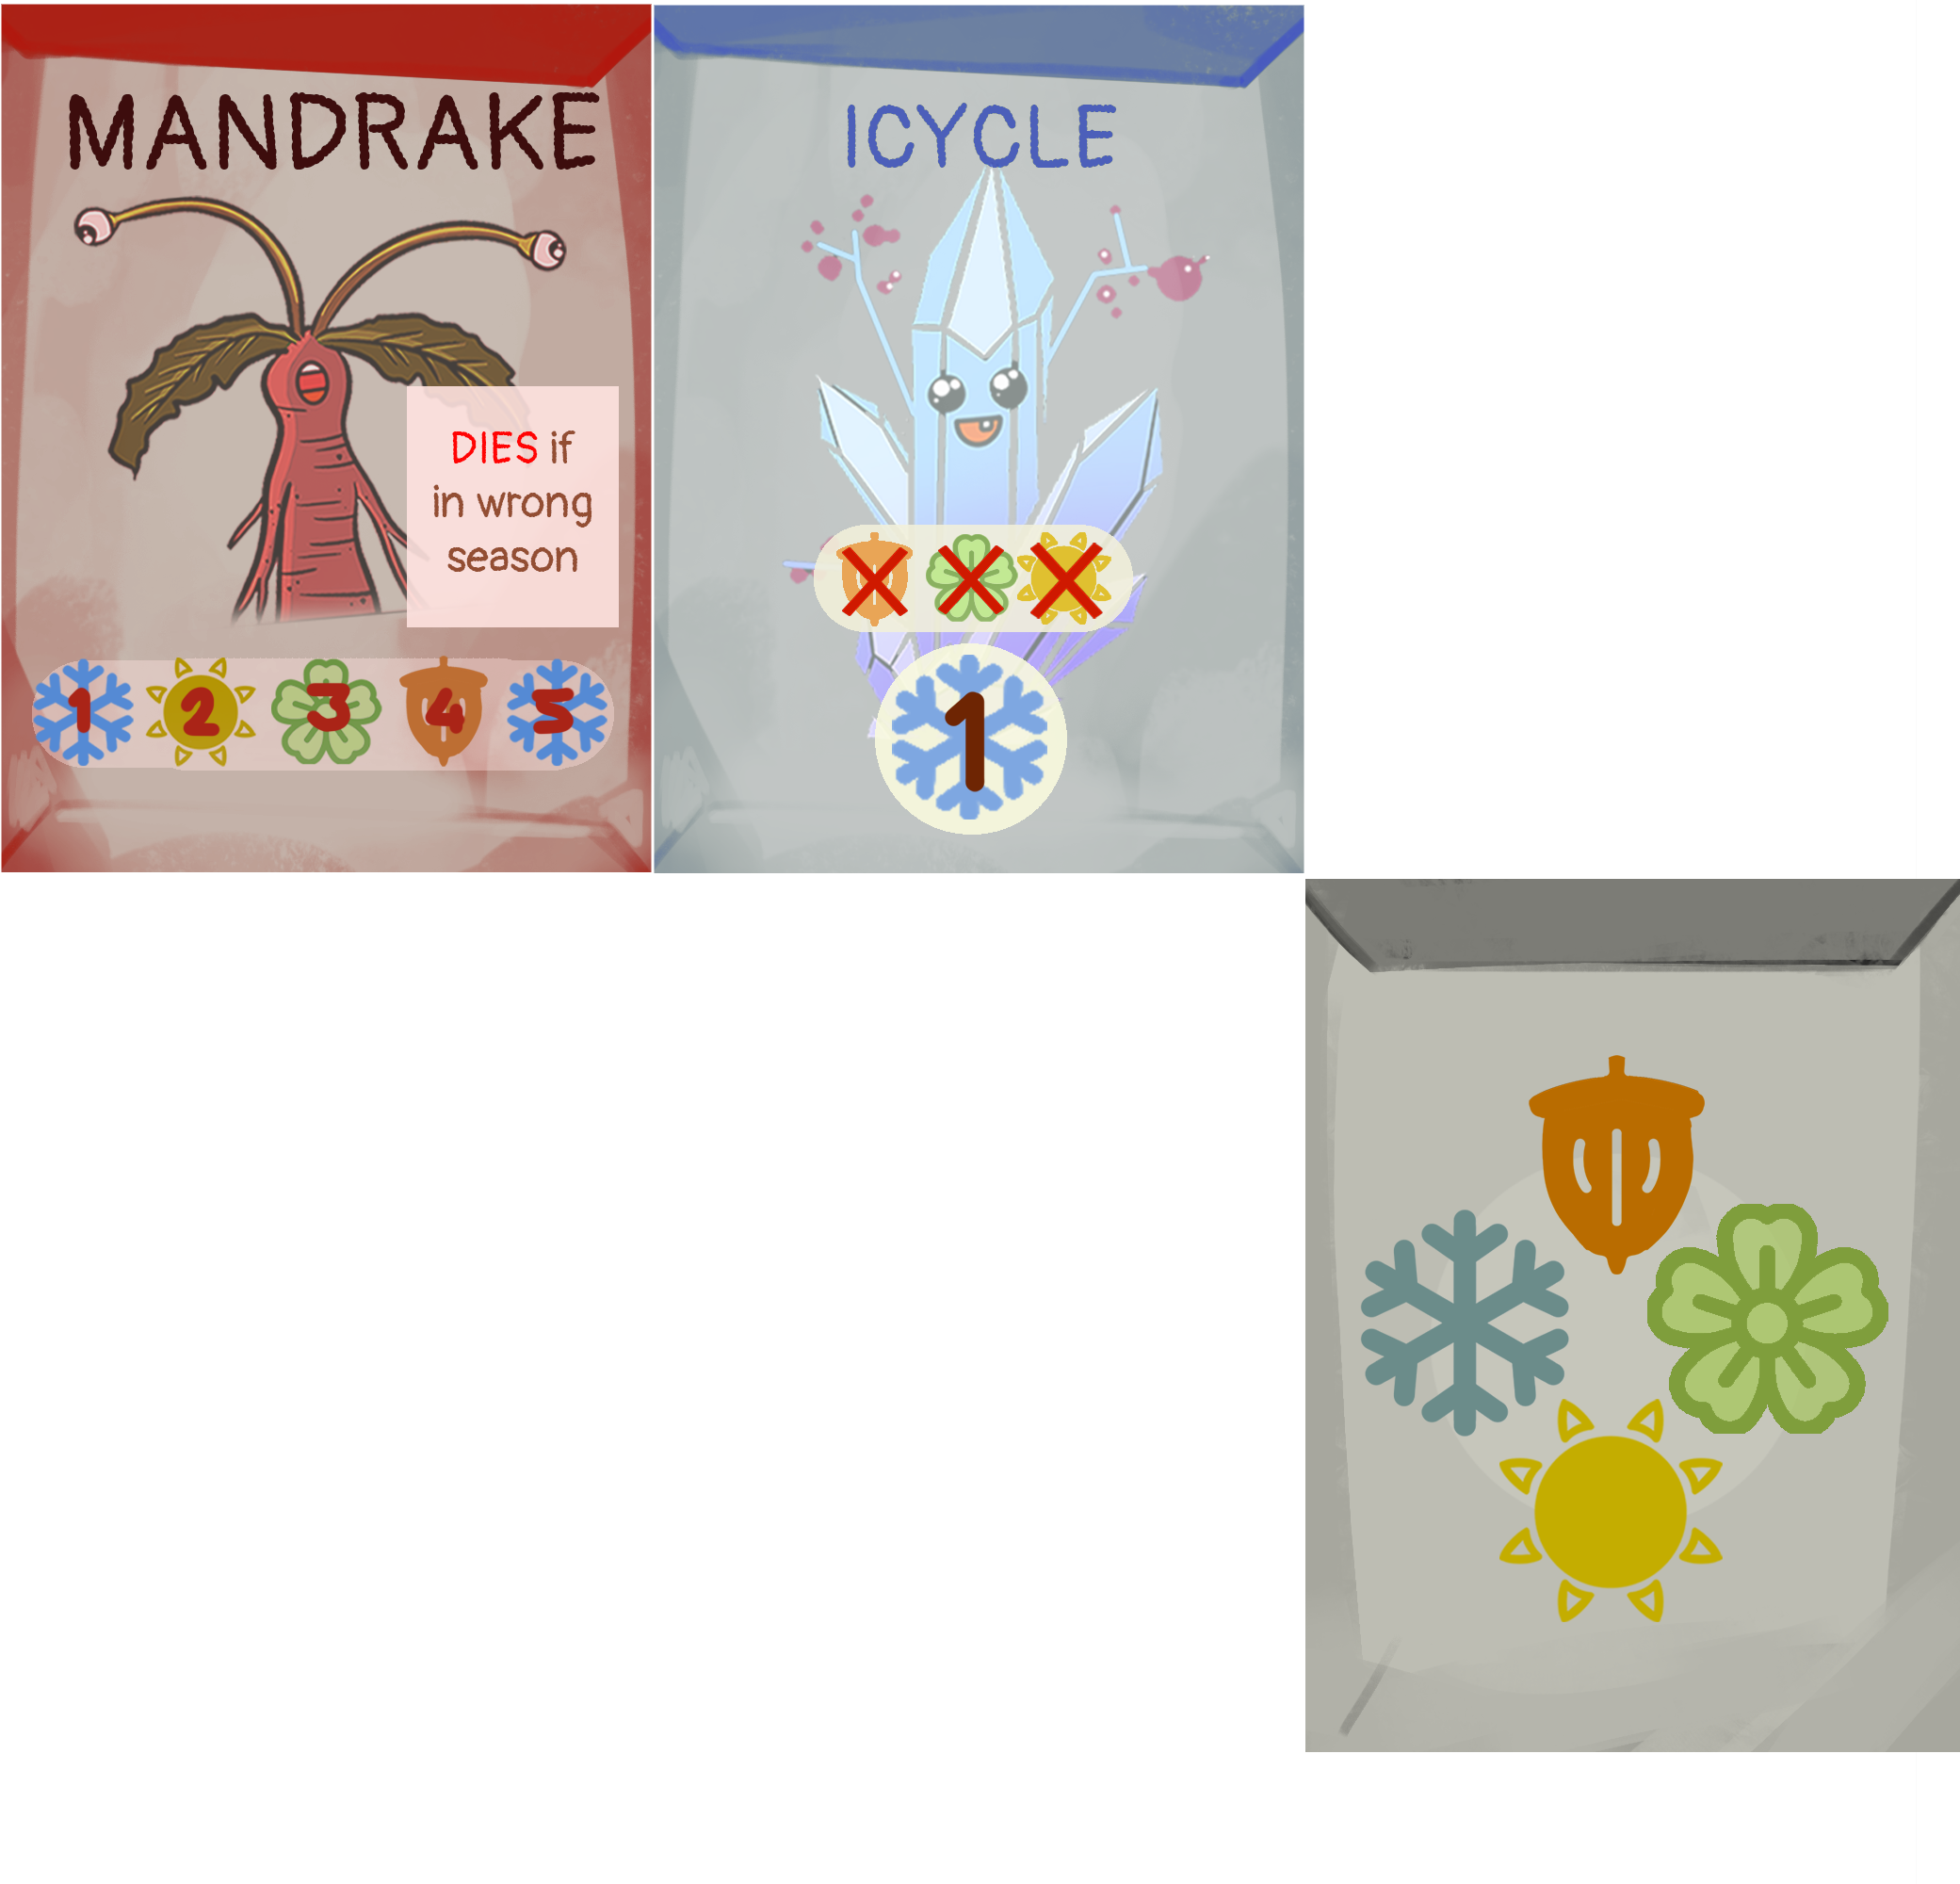 MANDRAKE
DIES if
in wrong
season
1 2 3 4 5
ICYCLE
1